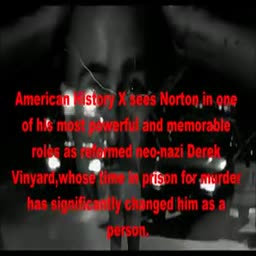 American History X sees Norton,in one
of his most powerful and memorable
roles as reformed neo-nazi Derek
Vinyard,whose time in prison for murder
has significantly changed him as a
person.